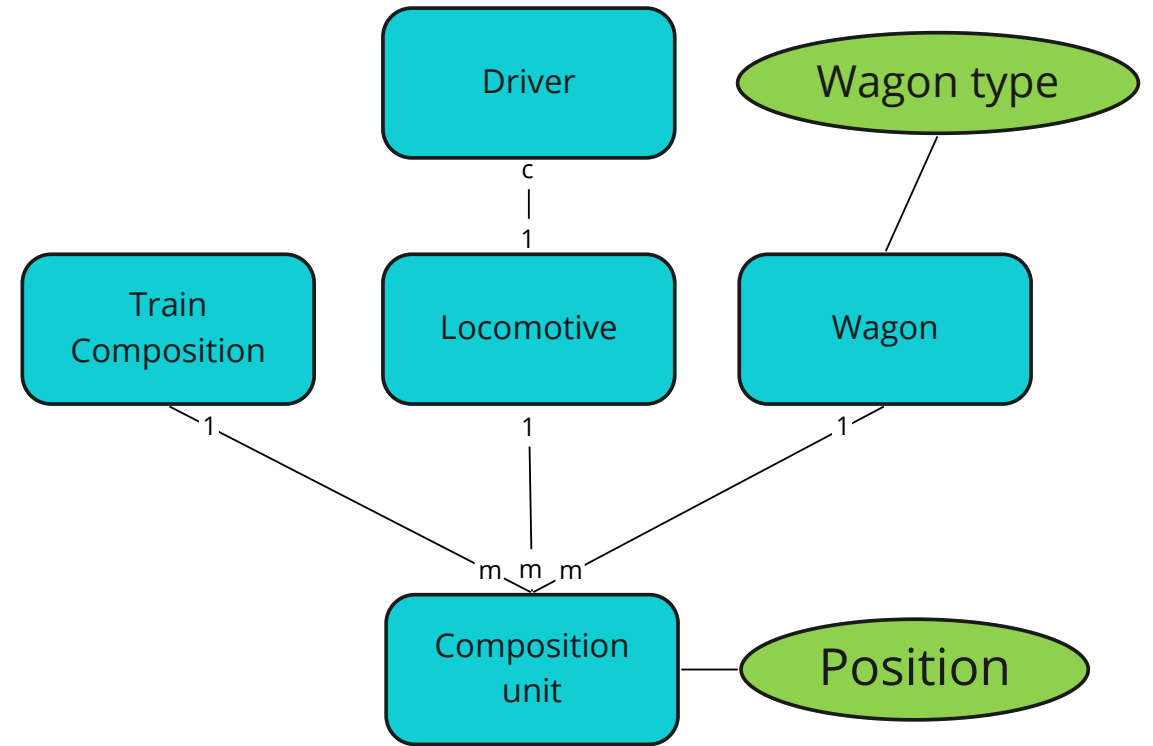 Driver
Wagon type
c
1
Train
Composition
Locomotive
Wagon
1
1
1
m
m
m
Composition
unit
Position